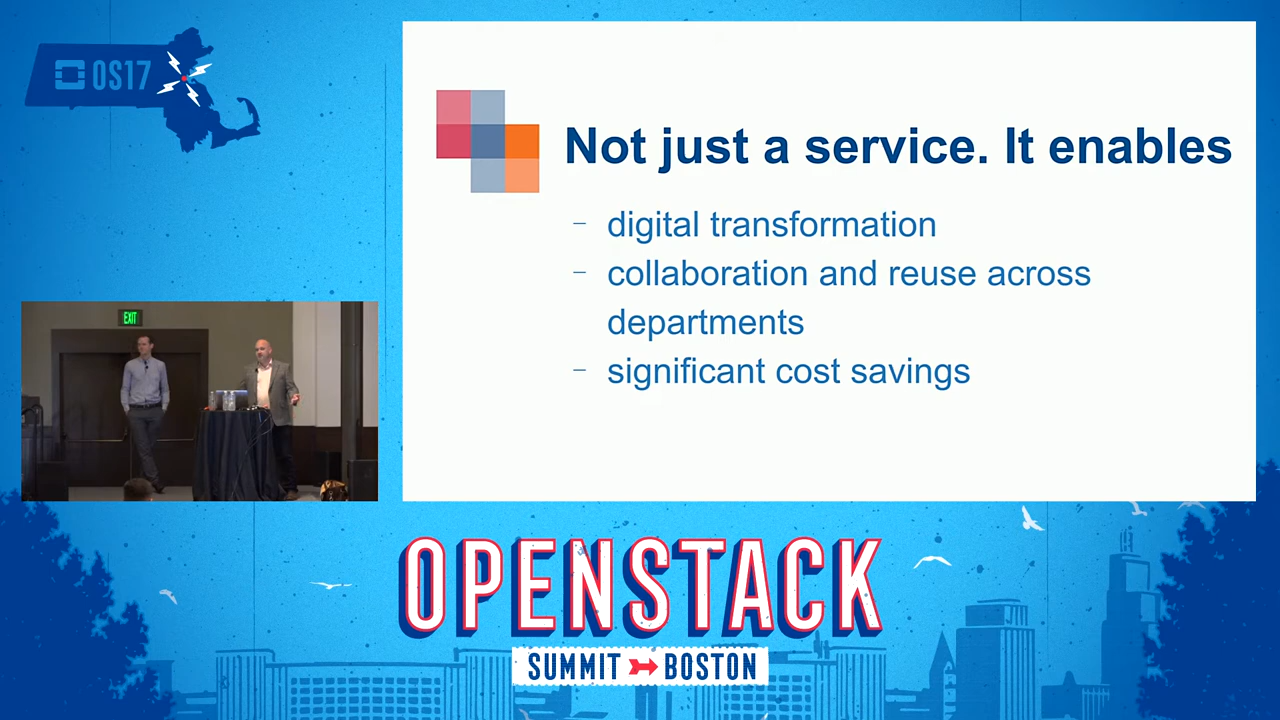 OS17
Not just a service. It enables
– digital transformation
– collaboration and reuse across
departments
– significant cost savings
EXIT
OPENSTACK
SUMMIT BOSTON